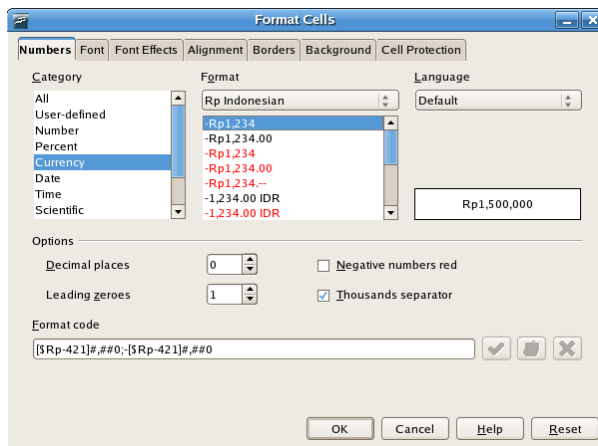 Format Cells
Numbers Font Font Effects Alignment Borders Background Cell Protection
Category Format Language
All
User-defined
Number
Percent
Currency
Date
Time
Scientific
Rp Indonesian
-Rp1,234
-Rp1,234.00
-Rp1,234
-Rp1,234.00
-Rp1,234.--
-1,234.00 IDR
-1,234.00 IDR
Default
Rp1,500,000
Options
Decimal places 0 Negative numbers red
Leading zeroes 1 Thousands separator
Format code
[$Rp-421]#,##0;-[$Rp-421]#,##0
OK Cancel Help Reset